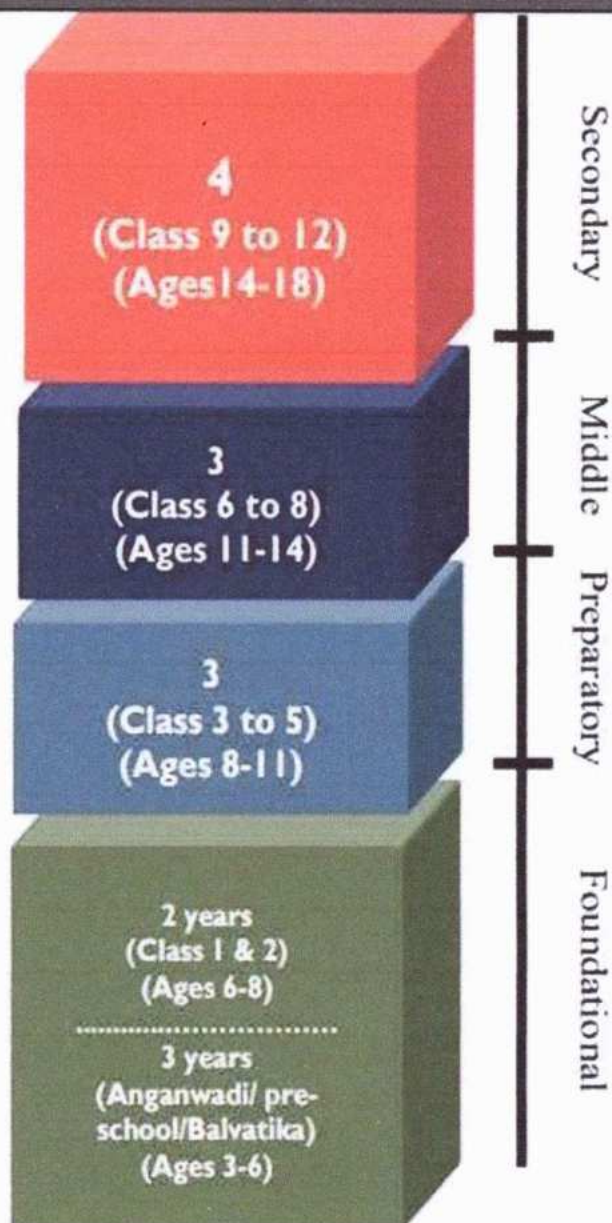 4
(Class 9 to 12)
(Ages14-18)
Secondary
3
(Class 6 to 8)
(Ages 11-14)
Middle
3
(Class 3 to 5)
(Ages 8-11)
Preparatory
2 years
(Class 1 & 2)
(Ages 6-8)
3 years
(Anganwadi/ pre-
school/Balvatika)
(Ages 3-6)
Foundational